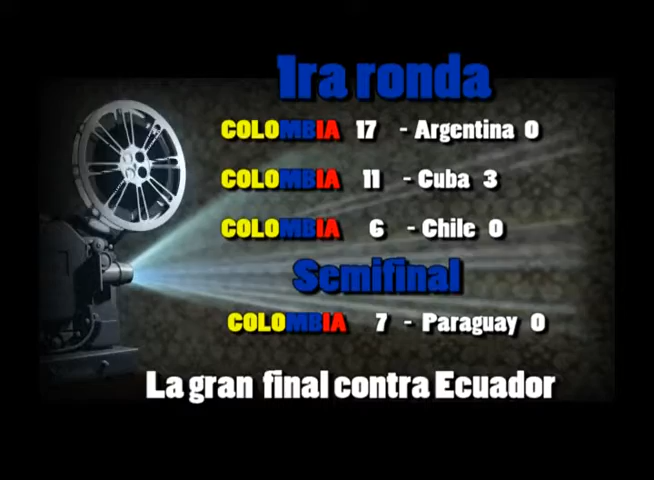 1ra ronda
COLOMBIA 17 - Argentina 0
COLOMBIA 11 - Cuba 3
COLOMBIA 6 - Chile 0
Semifinal
COLOMBIA 7 - Paraguay 0
La gran final contra Ecuador